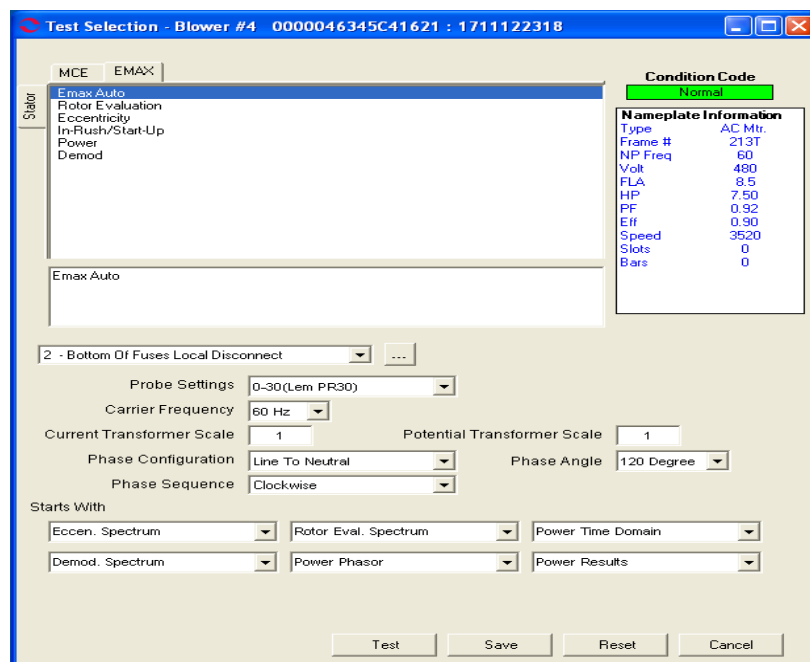 Test Selection - Blower #4 0000046345C41621 : 1711122318
MCE EMAX
Stator
Emax Auto
Rotor Evaluation
Eccentricity
In-Rush/Start-Up
Power
Demod
Emax Auto
Condition Code
Normal
Nameplate Information
Type AC Mtr.
Frame # 213T
NP Freq 60
Volt 480
FLA 8.5
HP 7.50
PF 0.92
Eff 0.90
Speed 3520
Slots 0
Bars 0
2 - Bottom Of Fuses Local Disconnect ...
Probe Settings 0-30(Lem PR30)
Carrier Frequency 60 Hz
Current Transformer Scale 1 Potential Transformer Scale 1
Phase Configuration Line To Neutral Phase Angle 120 Degree
Phase Sequence Clockwise
Starts With
Eccen. Spectrum Rotor Eval. Spectrum Power Time Domain
Demod. Spectrum Power Phasor Power Results
Test Save Reset Cancel